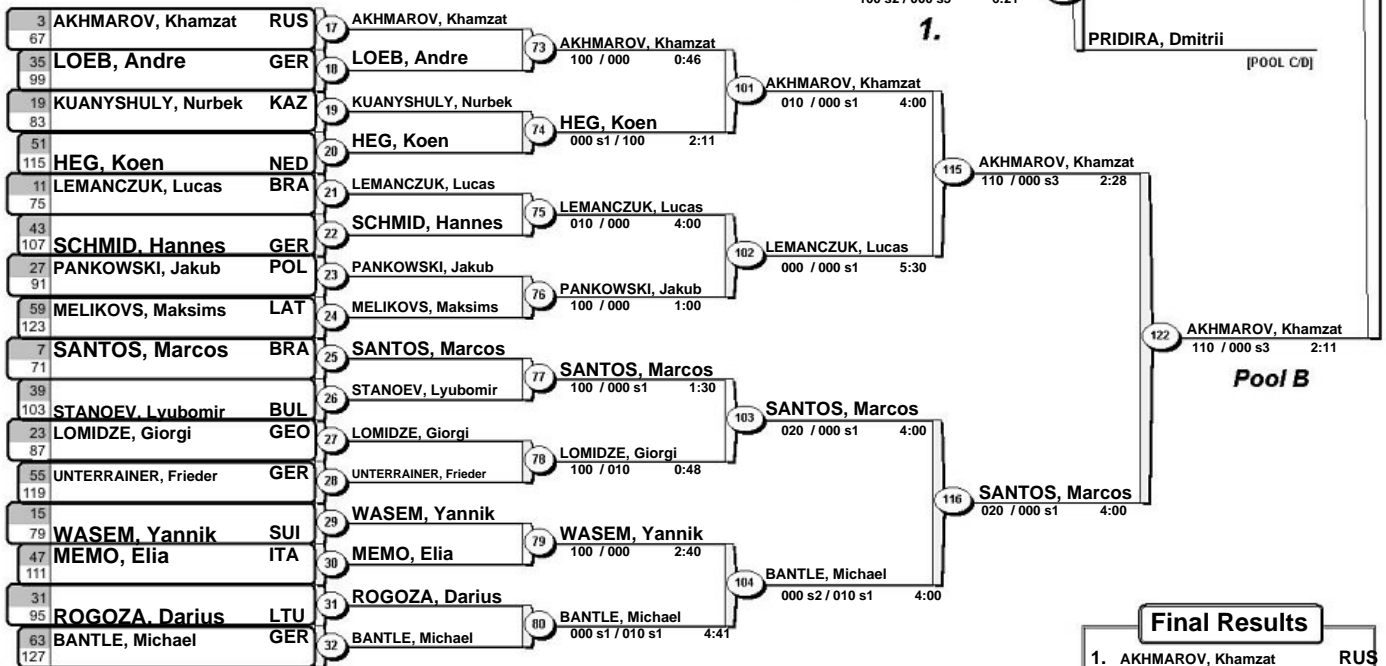 100 s2 / 000 s3 0:21
1.
PRIDIRA, Dmitrii
[POOL C/D]
3 AKHMAROV, Khamzat RUS
67
35 LOEB, Andre GER
99
19 KUANYSHULY, Nurbek KAZ
83
51
115 HEG, Koen NED
11 LEMANCZUK, Lucas BRA
75
43
107 SCHMID, Hannes GER
27 PANKOWSKI, Jakub POL
91
59 MELIKOVS, Maksims LAT
123
7 SANTOS, Marcos BRA
71
39
103 STANOEV, Lyubomir BUL
23 LOMIDZE, Giorgi GEO
87
55 UNTERRAINER, Frieder GER
119
15
79 WASEM, Yannik SUI
47 MEMO, Elia ITA
111
31
95 ROGOZA, Darius LTU
63 BANTLE, Michael GER
127
17 AKHMAROV, Khamzat
18 LOEB, Andre
19 KUANYSHULY, Nurbek
20 HEG, Koen
21 LEMANCZUK, Lucas
22 SCHMID, Hannes
23 PANKOWSKI, Jakub
24 MELIKOVS, Maksims
25 SANTOS, Marcos
26 STANOEV, Lyubomir
27 LOMIDZE, Giorgi
28 UNTERRAINER, Frieder
29 WASEM, Yannik
30 MEMO, Elia
31 ROGOZA, Darius
32 BANTLE, Michael
73 AKHMAROV, Khamzat
100 / 000 0:46
74 HEG, Koen
000 s1 / 100 2:11
75 LEMANCZUK, Lucas
010 / 000 4:00
76 PANKOWSKI, Jakub
100 / 000 1:00
77 SANTOS, Marcos
100 / 000 s1 1:30
78 LOMIDZE, Giorgi
100 / 010 0:48
79 WASEM, Yannik
100 / 000 2:40
80 BANTLE, Michael
000 s1 / 010 s1 4:41
101 AKHMAROV, Khamzat
010 / 000 s1 4:00
102 LEMANCZUK, Lucas
000 / 000 s1 5:30
103 SANTOS, Marcos
020 / 000 s1 4:00
104 BANTLE, Michael
000 s2 / 010 s1 4:00
115 AKHMAROV, Khamzat
110 / 000 s3 2:28
116 SANTOS, Marcos
020 / 000 s1 4:00
122 AKHMAROV, Khamzat
110 / 000 s3 2:11
Pool B
Final Results
1. AKHMAROV, Khamzat RUS